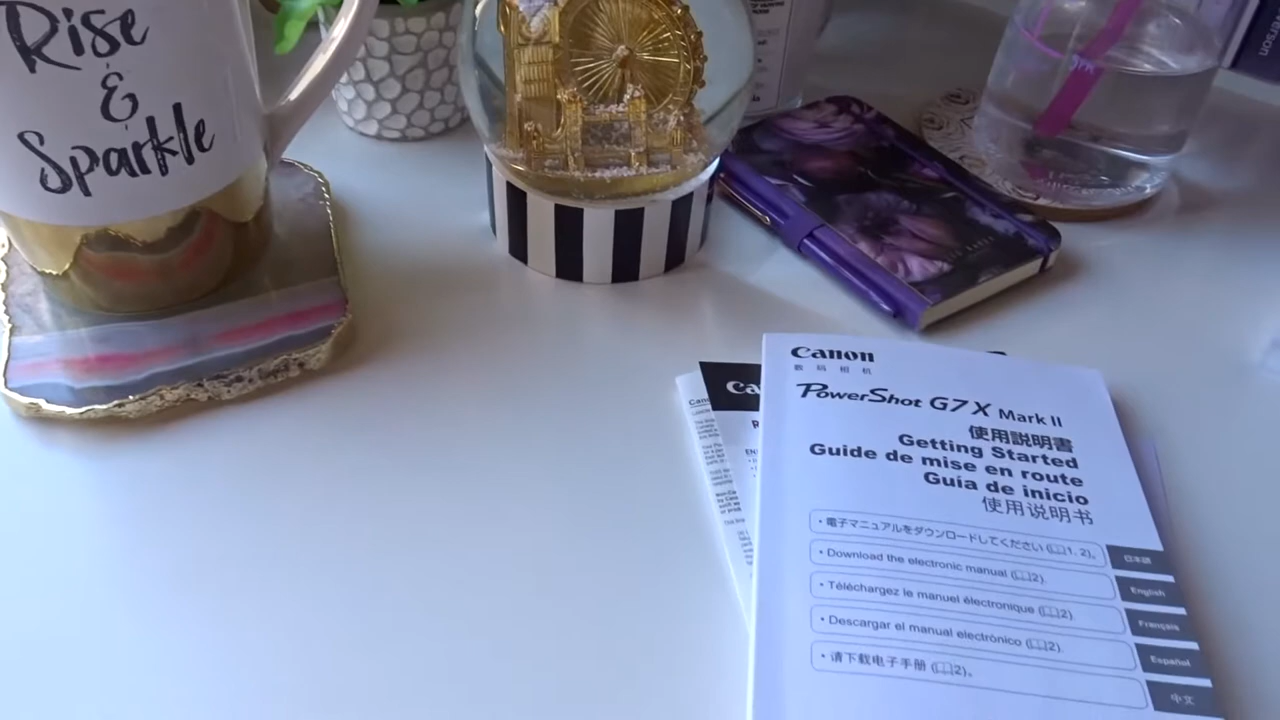 Rise
&
Sparkle
Canon
数码相机
PowerShot G7 X Mark II
使用説明書
Getting Started
Guide de mise en route
Guía de inicio
使用说明书
・電子マニュアルをダウンロードしてください (📖1, 2)。
• Download the electronic manual (📖2).
• Téléchargez le manuel électronique (📖2).
• Descargar el manual electrónico (📖2).
• 请下载电子手册 (📖2)。
日本語
English
Français
Español
中文
Ca